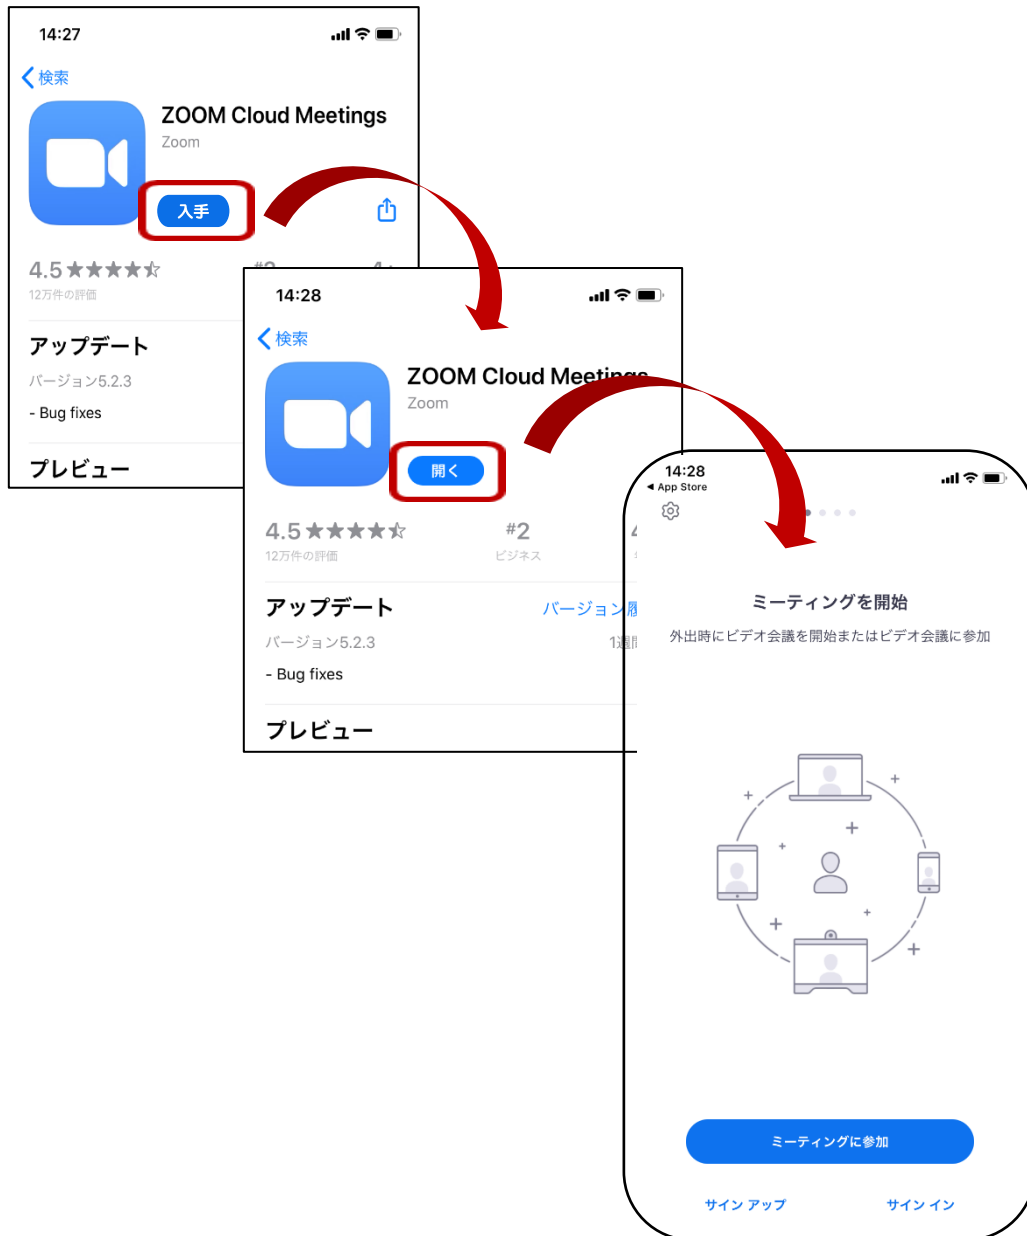 14:27
検索
ZOOM Cloud Meetings
Zoom
入手
4.5
12万件の評価
アップデート
バージョン5.2.3
- Bug fixes
プレビュー
14:28
検索
ZOOM Cloud Meetings
Zoom
開く
4.5
#2
12万件の評価
ビジネス
アップデート
バージョン履
バージョン5.2.3
1週間
- Bug fixes
プレビュー
14:28
◀ App Store
ミーティングを開始
外出時にビデオ会議を開始またはビデオ会議に参加
ミーティングに参加
サイン アップ
サイン イン